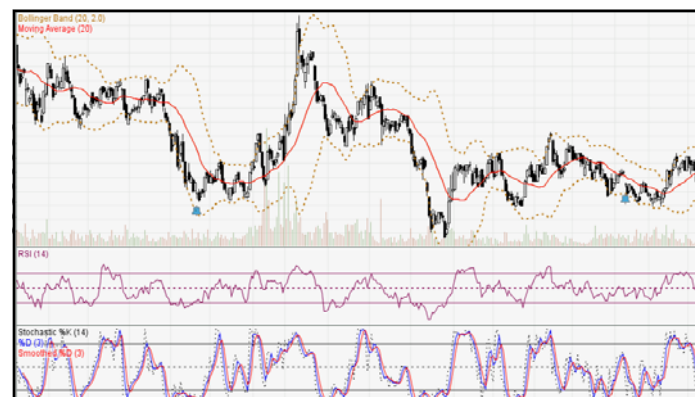 Bollinger Band (20, 2.0)
Moving Average (20)
RSI (14)
Stochastic %K (14)
%D (3)
Smoothed %D (3)